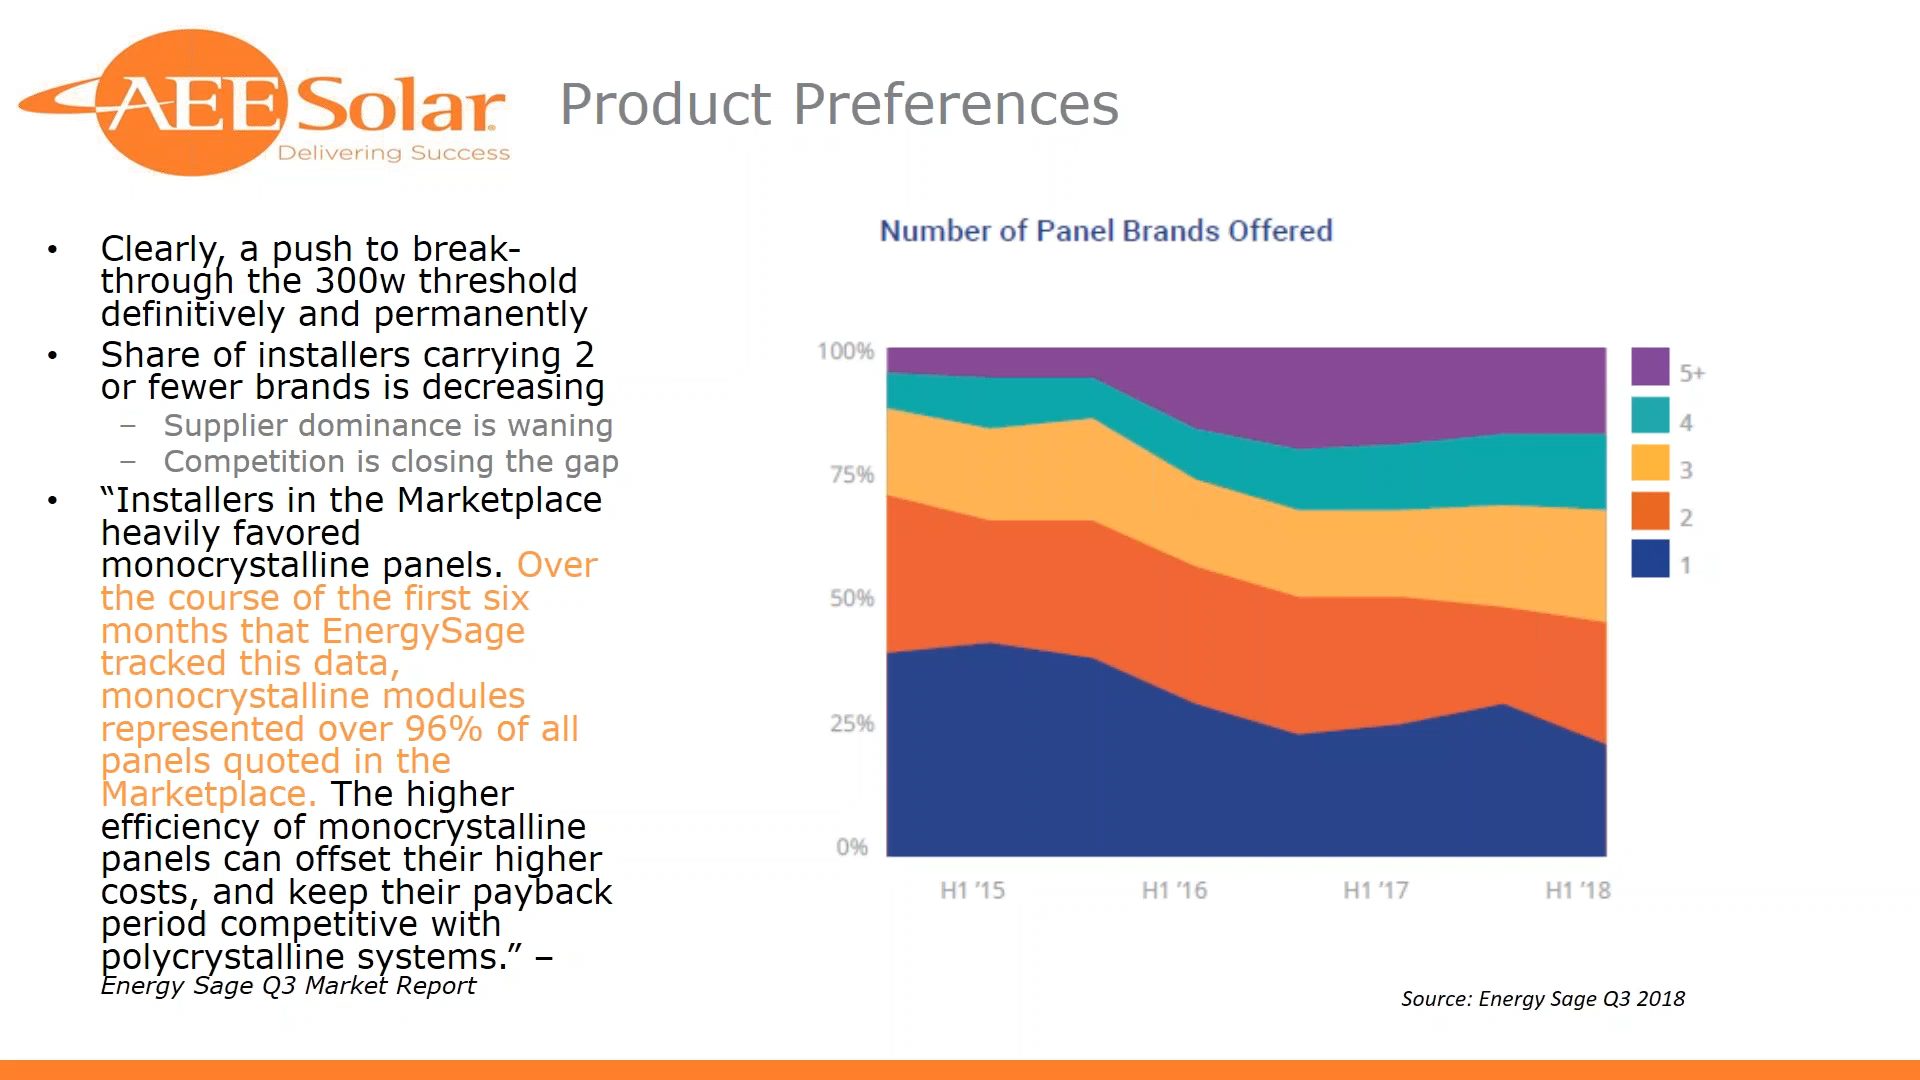 AEE Solar®
Delivering Success
Product Preferences
• Clearly, a push to break-
through the 300w threshold
definitively and permanently
• Share of installers carrying 2
or fewer brands is decreasing
– Supplier dominance is waning
– Competition is closing the gap
• “Installers in the Marketplace
heavily favored
monocrystalline panels. Over
the course of the first six
months that EnergySage
tracked this data,
monocrystalline modules
represented over 96% of all
panels quoted in the
Marketplace. The higher
efficiency of monocrystalline
panels can offset their higher
costs, and keep their payback
period competitive with
polycrystalline systems.” –
Energy Sage Q3 Market Report
Number of Panel Brands Offered
100%
75%
50%
25%
0%
H1 ’15
H1 ’16
H1 ’17
H1 ’18
5+
4
3
2
1
Source: Energy Sage Q3 2018